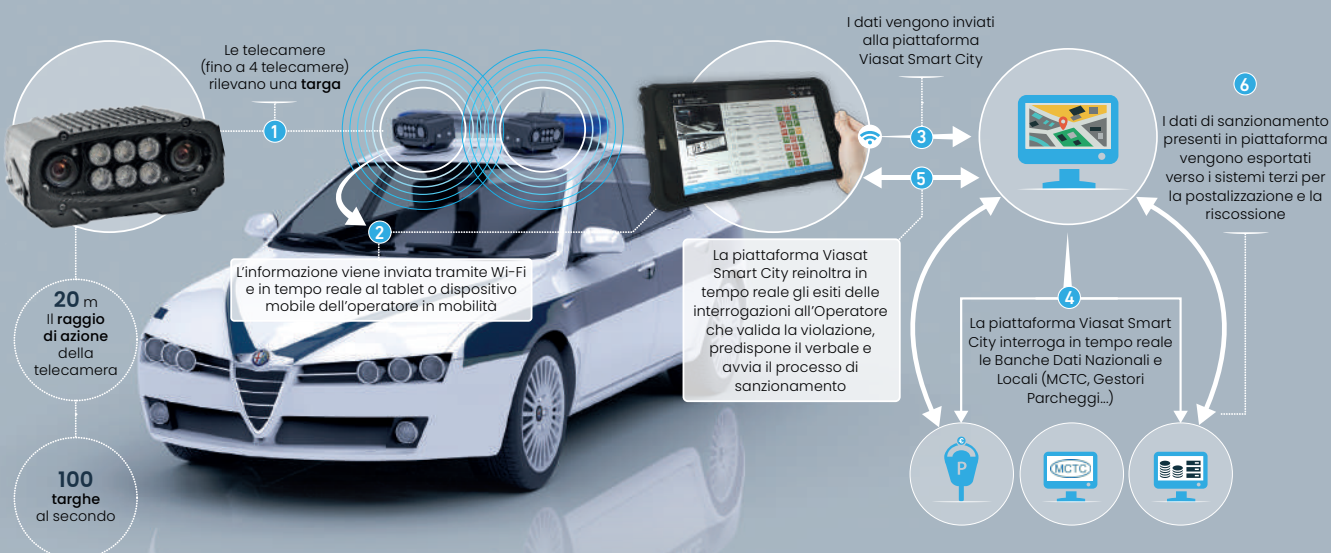 Le telecamere
(fino a 4 telecamere)
rilevano una targa
1
20 m
Il raggio
di azione
della
telecamera
100
targhe
al secondo
2
L'informazione viene inviata tramite Wi-Fi
e in tempo reale al tablet o dispositivo
mobile dell'operatore in mobilità
I dati vengono inviati
alla piattaforma
Viasat Smart City
3
5
La piattaforma Viasat
Smart City reinoltra in
tempo reale gli esiti delle
interrogazioni all'Operatore
che valida la violazione,
predispone il verbale e
avvia il processo di
sanzionamento
4
La piattaforma Viasat Smart
City interroga in tempo reale
le Banche Dati Nazionali e
Locali (MCTC, Gestori
Parcheggi...)
€
P
MCTC
6
I dati di sanzionamento
presenti in piattaforma
vengono esportati
verso i sistemi terzi per
la postalizzazione e la
riscossione